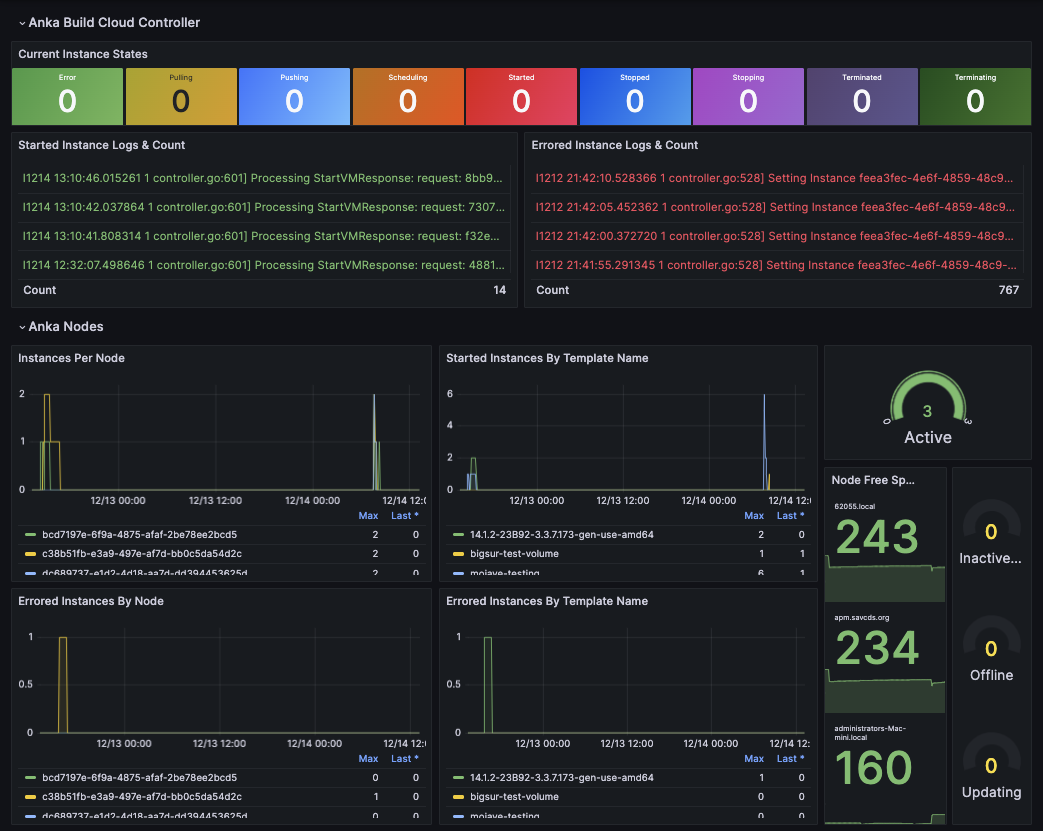 Anka Build Cloud Controller
Current Instance States
Error Pulling Pushing Scheduling Started Stopped Stopping Terminated Terminating
0 0 0 0 0 0 0 0 0
Started Instance Logs & Count
I1214 13:10:46.015261 1 controller.go:601] Processing StartVMResponse: request: 8bb9...
I1214 13:10:42.037864 1 controller.go:601] Processing StartVMResponse: request: 7307...
I1214 13:10:41.808314 1 controller.go:601] Processing StartVMResponse: request: f32e...
I1214 12:32:07.498646 1 controller.go:601] Processing StartVMResponse: request: 4881...
Count 14
Errored Instance Logs & Count
I1212 21:42:10.528366 1 controller.go:528] Setting Instance feea3fec-4e6f-4859-48c9...
I1212 21:42:05.452362 1 controller.go:528] Setting Instance feea3fec-4e6f-4859-48c9...
I1212 21:42:00.372720 1 controller.go:528] Setting Instance feea3fec-4e6f-4859-48c9...
I1212 21:41:55.291345 1 controller.go:528] Setting Instance feea3fec-4e6f-4859-48c9-...
Count 767
Anka Nodes
Instances Per Node
2
1
0
12/13 00:00 12/13 12:00 12/14 00:00 12/14 12:
Max Last *
bcd7197e-6f9a-4875-afaf-2be78ee2bcd5 2 0
c38b51fb-e3a9-497e-af7d-bb0c5da54d2c 2 0
dc689737-e1d2-4d18-aa7d-dd394453625d 2 0
Started Instances By Template Name
6
4
2
0
12/13 00:00 12/13 12:00 12/14 00:00 12/14 12:
Max Last *
14.1.2-23B92-3.3.7.173-gen-use-amd64 2 0
bigsur-test-volume 1 1
mojave-testing 6 1
0 3 3
Active
Errored Instances By Node
1
0.5
0
12/13 00:00 12/13 12:00 12/14 00:00 12/14 12:
Max Last *
bcd7197e-6f9a-4875-afaf-2be78ee2bcd5 0 0
c38b51fb-e3a9-497e-af7d-bb0c5da54d2c 1 0
dc689737-e1d2-4d18-aa7d-dd394453625d 0 0
Errored Instances By Template Name
1
0.5
0
12/13 00:00 12/13 12:00 12/14 00:00 12/14 12:
Max Last *
14.1.2-23B92-3.3.7.173-gen-use-amd64 1 0
bigsur-test-volume 0 0
mojave-testing 0 0
Node Free Sp...
62055.local
243
apm.savcds.org
234
administrators-Mac-
mini.local
160
0
Inactive...
0
Offline
0
Updating